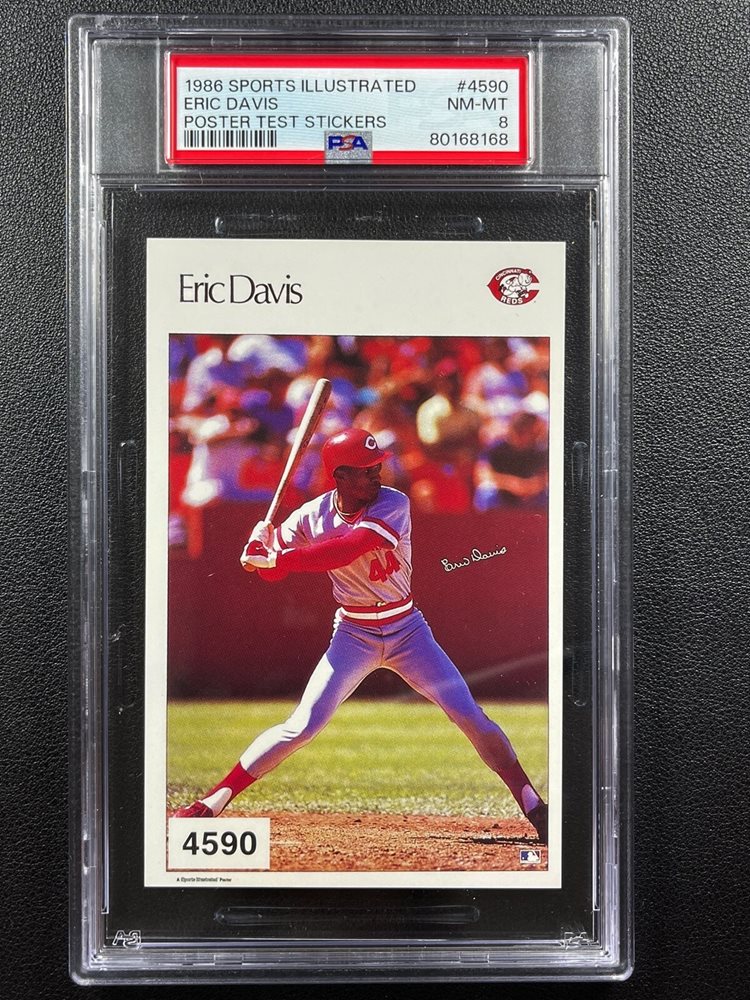 1986 SPORTS ILLUSTRATED #4590
ERIC DAVIS NM-MT
POSTER TEST STICKERS 8
PSA 80168168
Eric Davis
CINCINNATI
REDS
C
Eric Davis
44
4590
A Sports Illustrated Poster